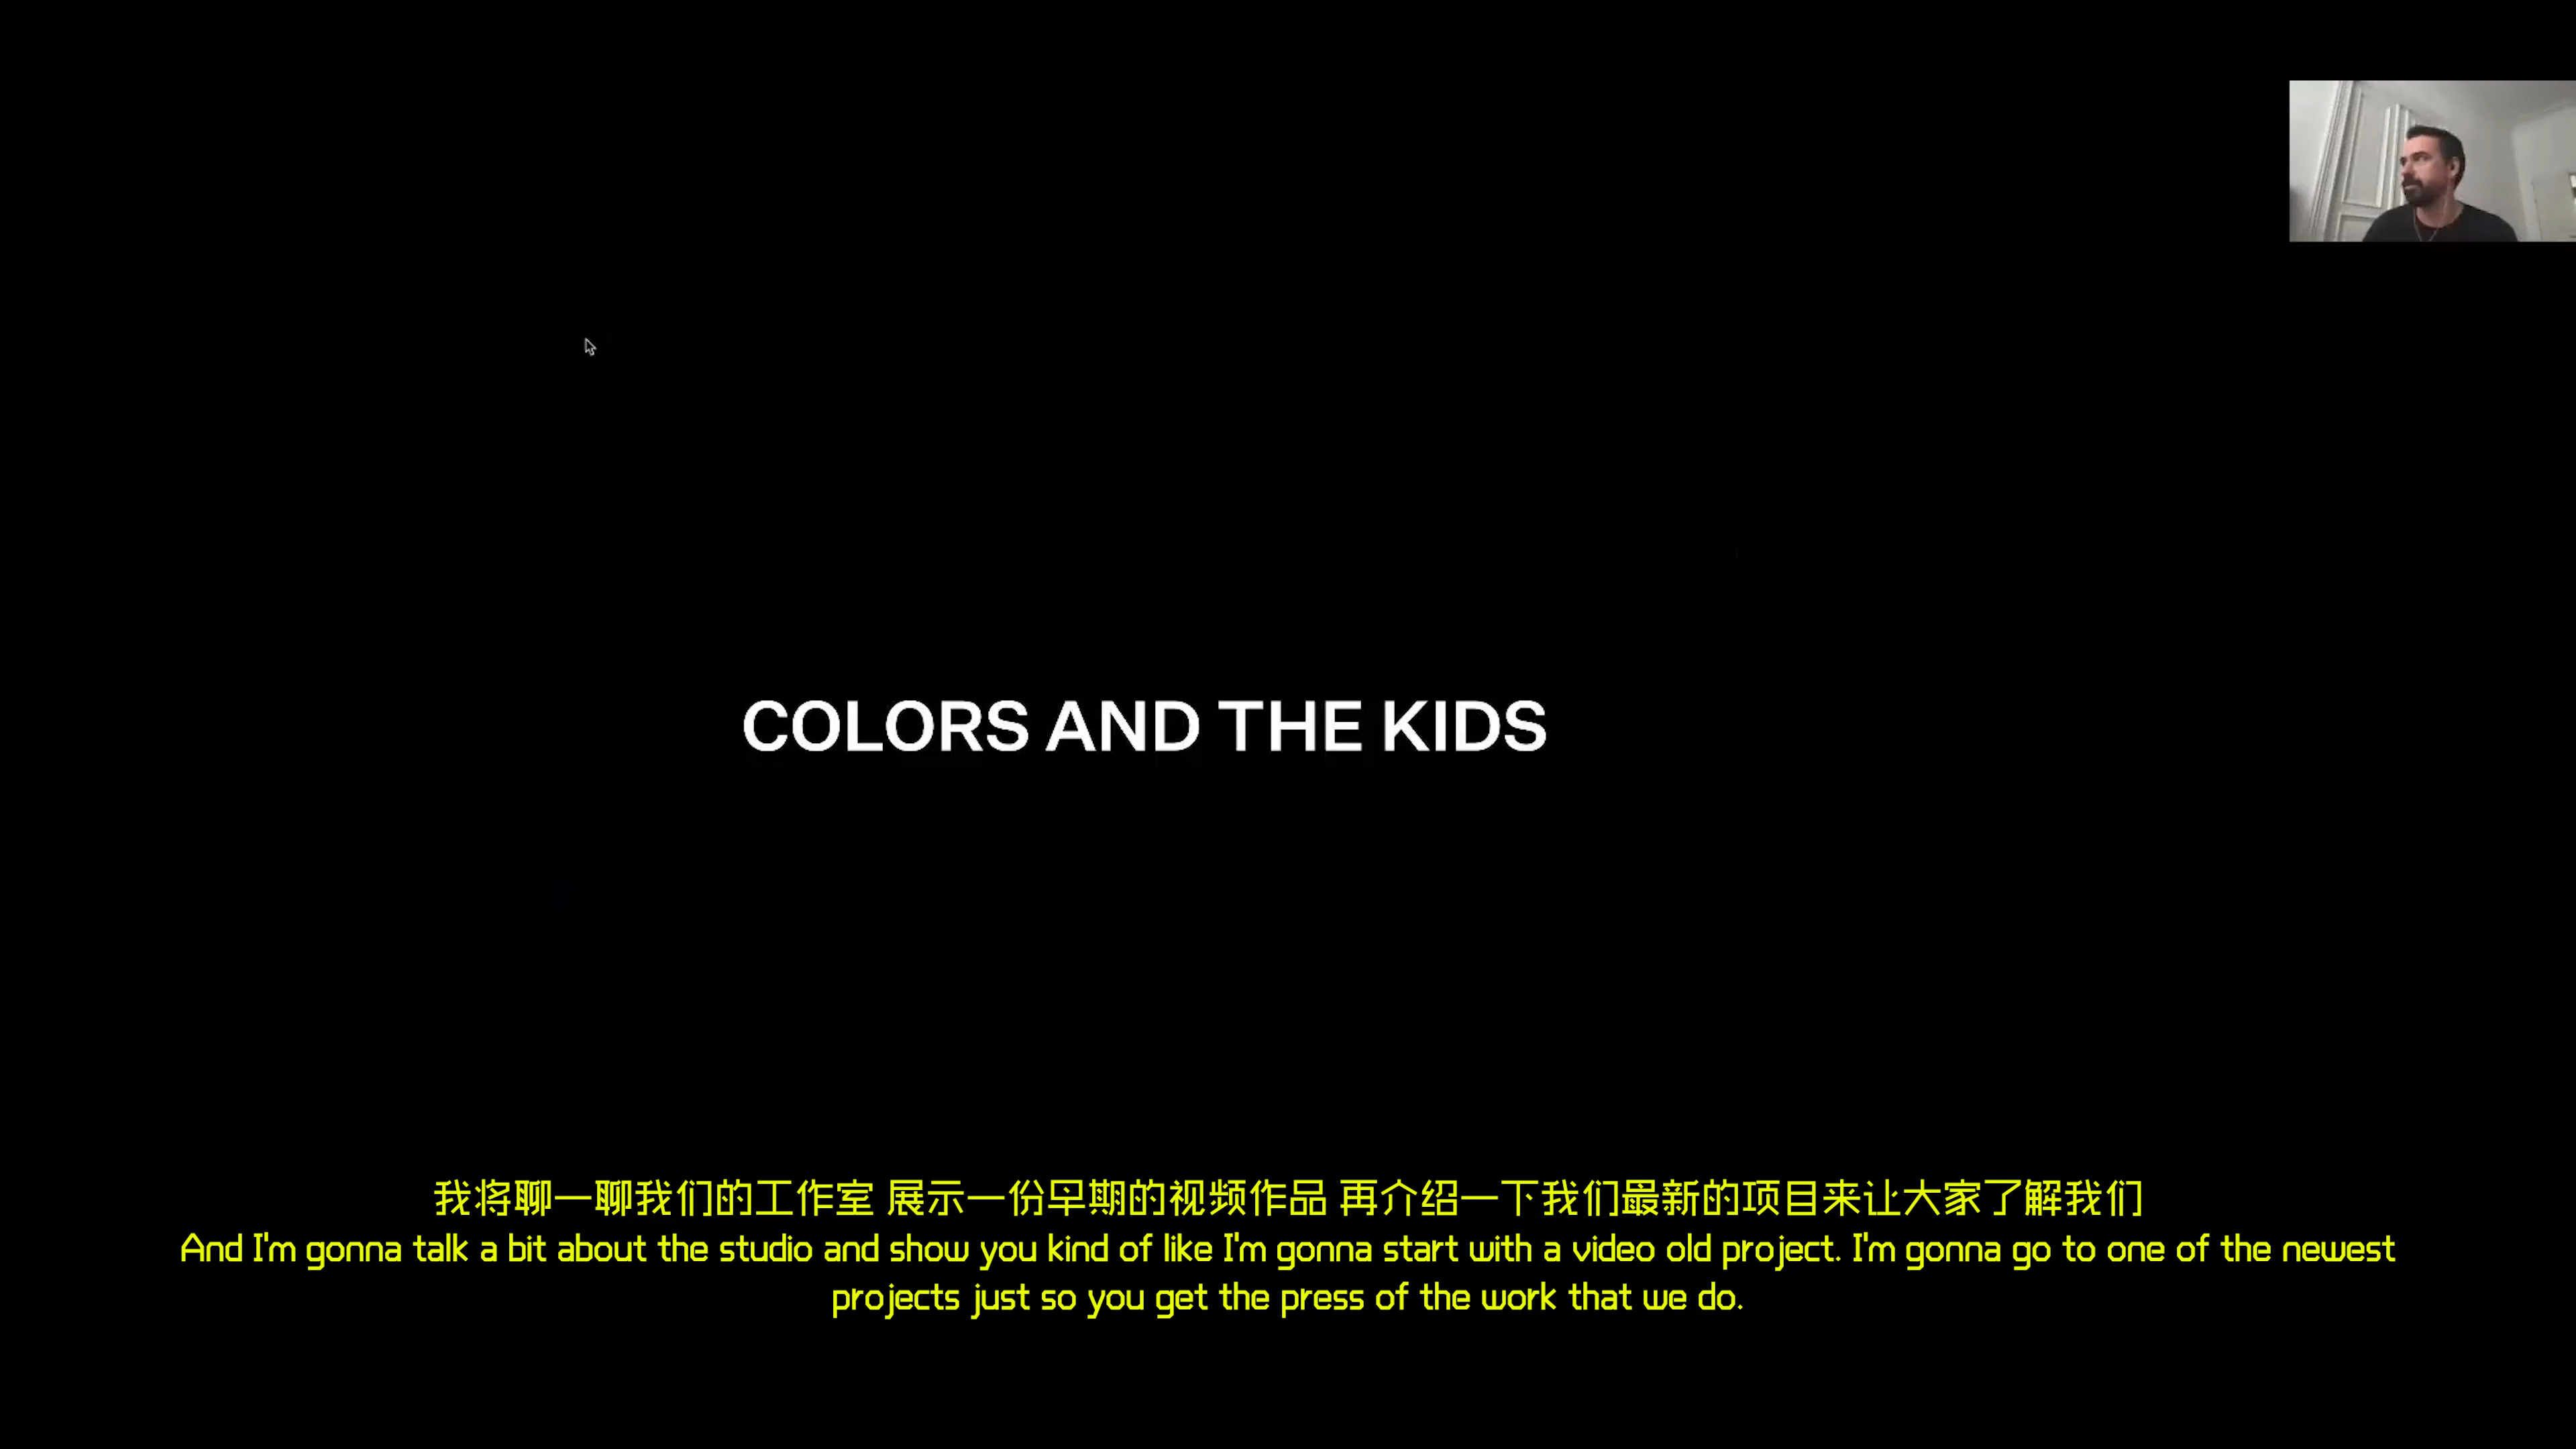 COLORS AND THE KIDS
我将聊一聊我们的工作室 展示一份早期的视频作品 再介绍一下我们最新的项目来让大家了解我们
And I'm gonna talk a bit about the studio and show you kind of like I'm gonna start with a video old project. I'm gonna go to one of the newest
projects just so you get the press of the work that we do.